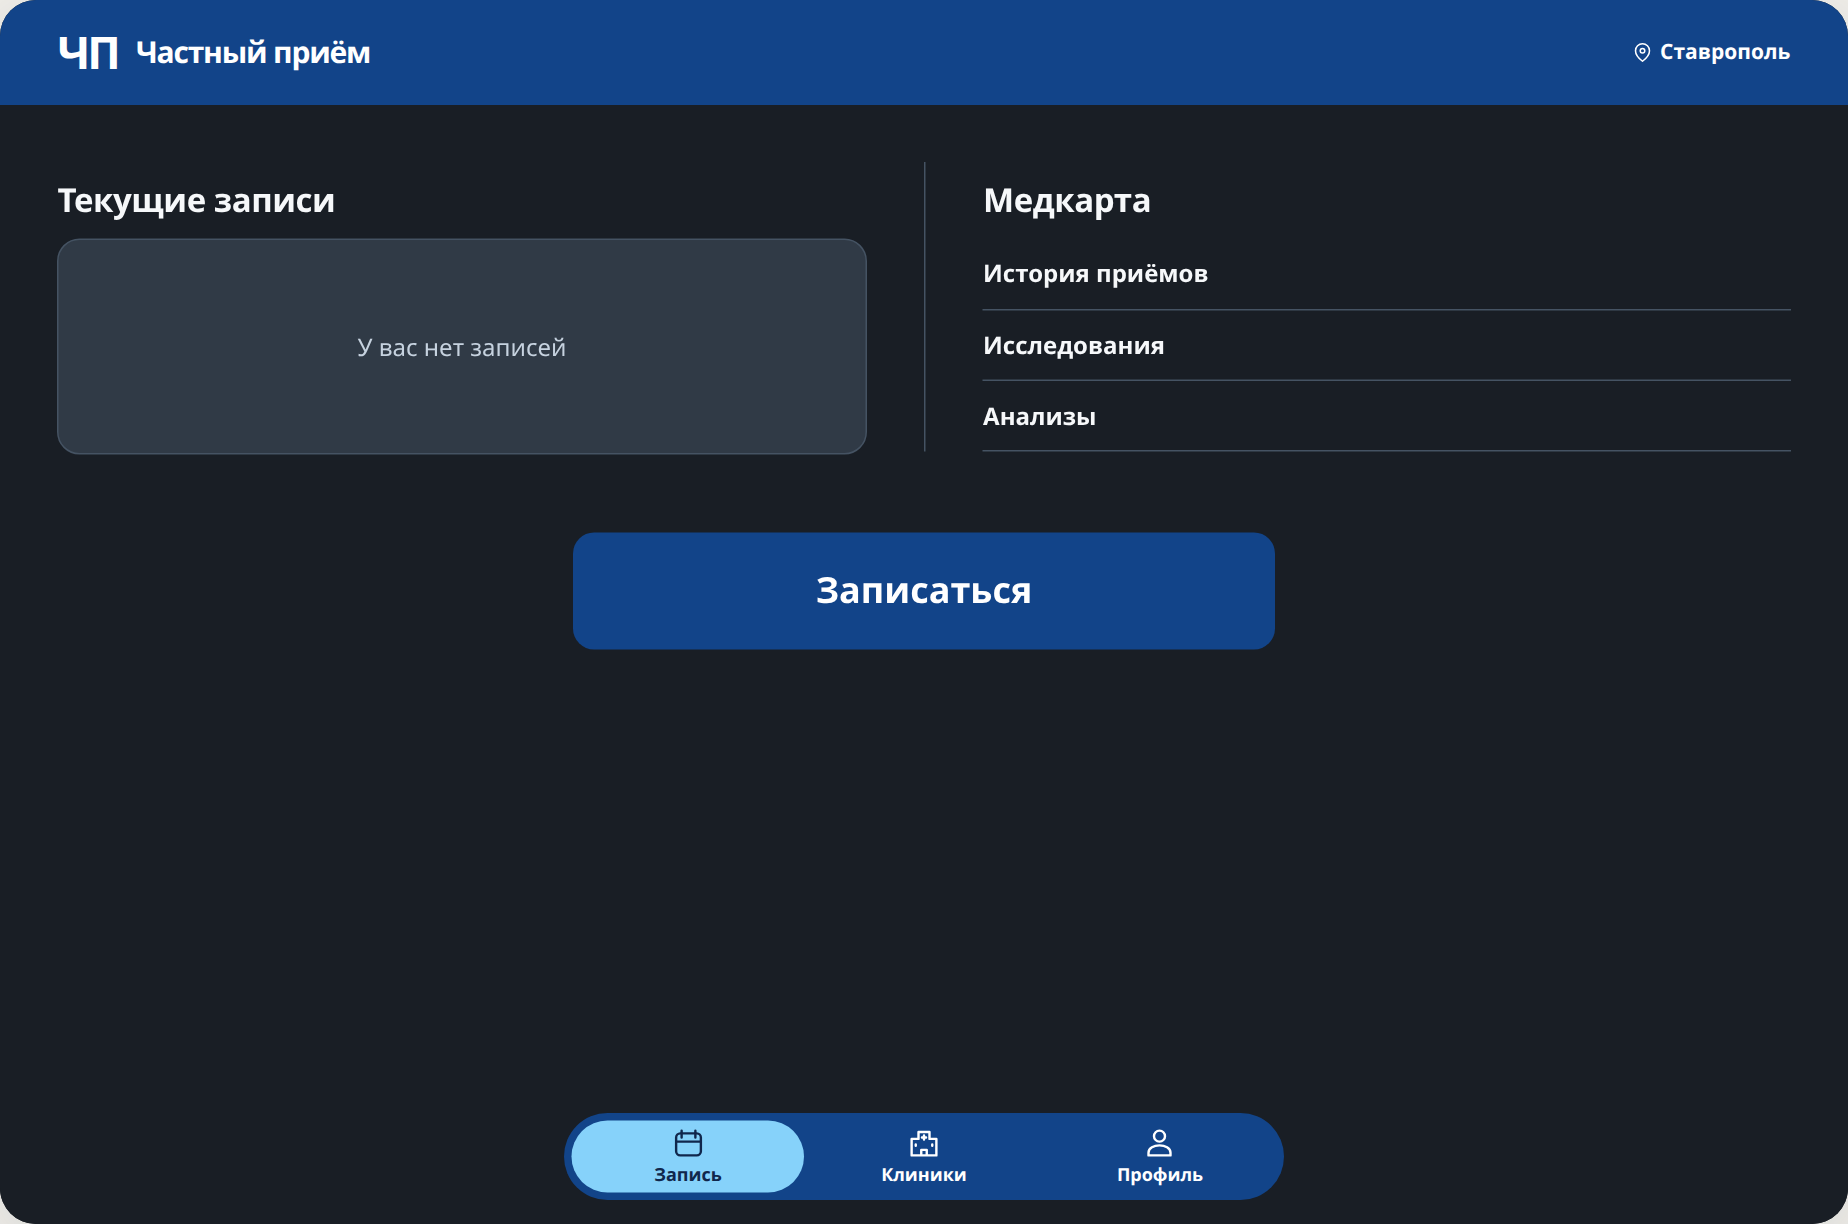 ЧП Частный приём
Ставрополь
Текущие записи
У вас нет записей
Медкарта
История приёмов
Исследования
Анализы
Записаться
Запись
Клиники
Профиль